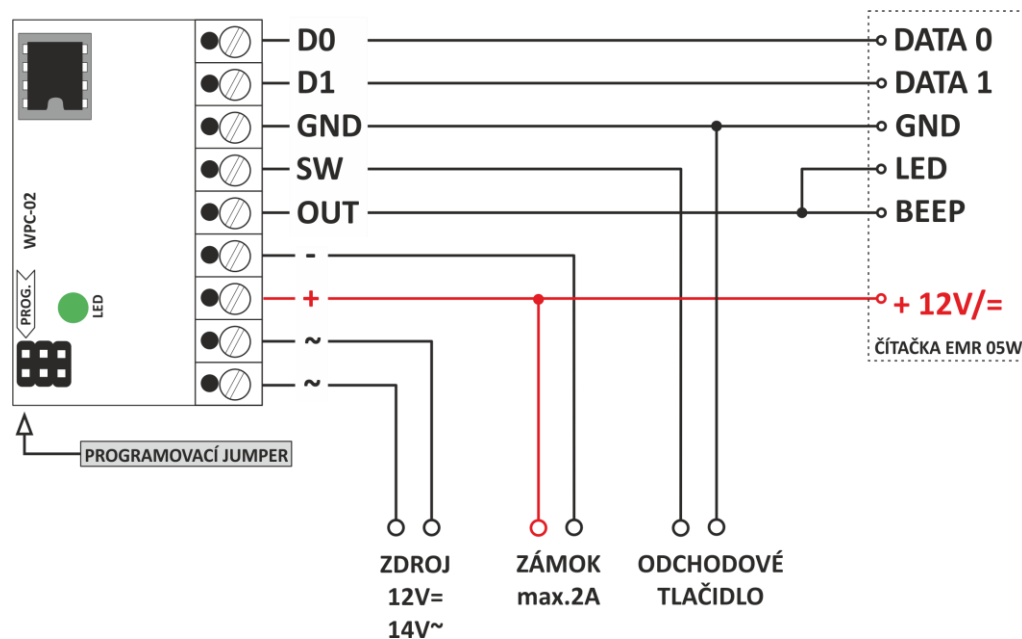 D0
D1
GND
SW
OUT
-
+
~
~
WPC-02
PROG.
LED
PROGRAMOVACÍ JUMPER
DATA 0
DATA 1
GND
LED
BEEP
+ 12V/=
ČÍTAČKA EMR 05W
ZDROJ
12V=
14V~
ZÁMOK
max.2A
ODCHODOVÉ
TLAČIDLO